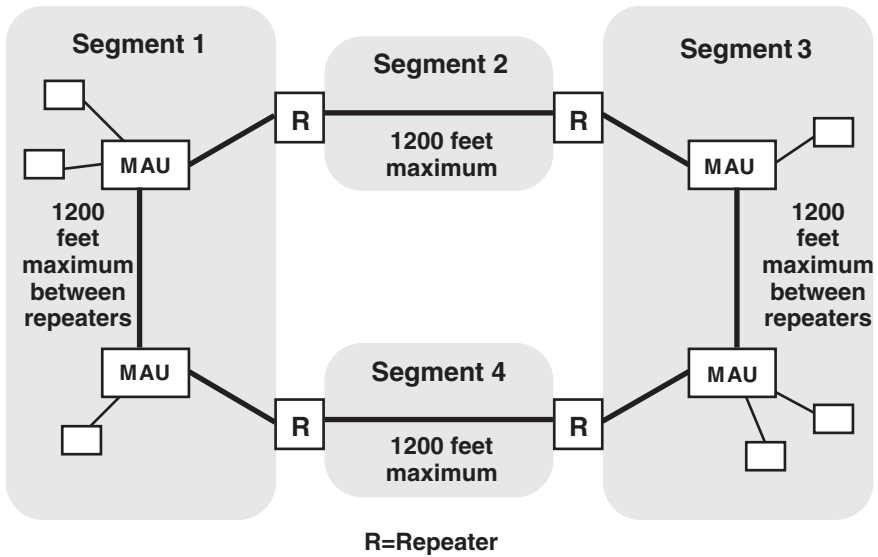 Segment 1
Segment 2
Segment 3
R
R
1200 feet
maximum
MAU
MAU
1200
feet
maximum
between
repeaters
1200
feet
maximum
between
repeaters
MAU
MAU
Segment 4
R
R
1200 feet
maximum
R=Repeater